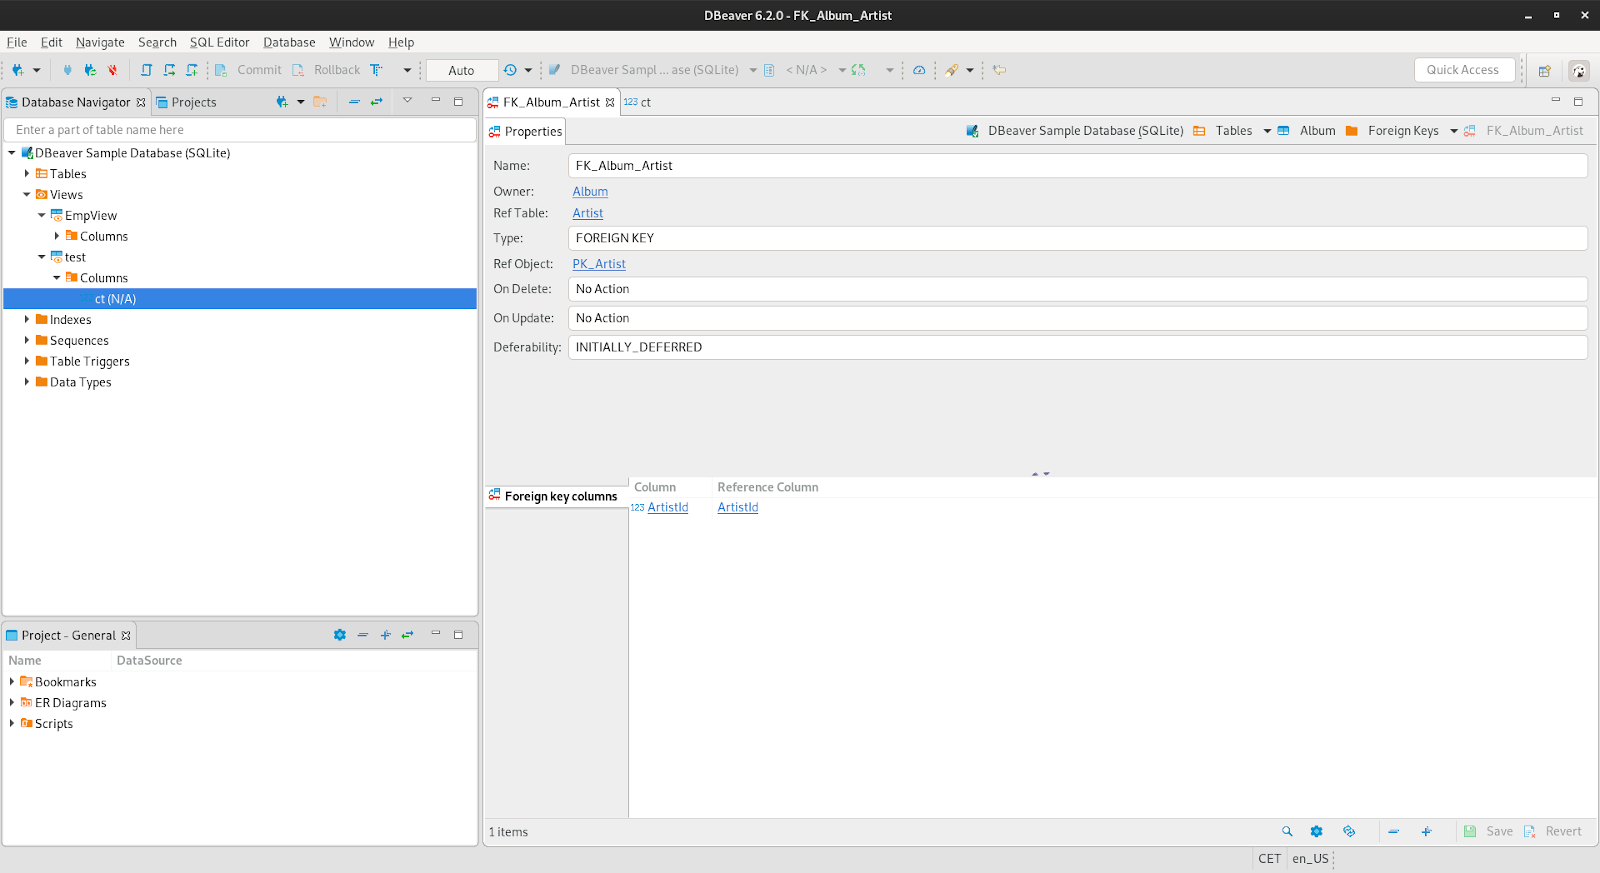 DBeaver 6.2.0 - FK_Album_Artist
File Edit Navigate Search SQL Editor Database Window Help
Commit Rollback Auto DBeaver Sampl ... ase (SQLite) < N/A > Quick Access
Database Navigator Projects
Enter a part of table name here
DBeaver Sample Database (SQLite)
Tables
Views
EmpView
Columns
test
Columns
ct (N/A)
Indexes
Sequences
Table Triggers
Data Types
Project - General
Name DataSource
Bookmarks
ER Diagrams
Scripts
FK_Album_Artist 123 ct
Properties DBeaver Sample Database (SQLite) Tables Album Foreign Keys FK_Album_Artist
Name: FK_Album_Artist
Owner: Album
Ref Table: Artist
Type: FOREIGN KEY
Ref Object: PK_Artist
On Delete: No Action
On Update: No Action
Deferability: INITIALLY_DEFERRED
Foreign key columns
Column Reference Column
123 ArtistId ArtistId
1 items Save Revert
CET en_US